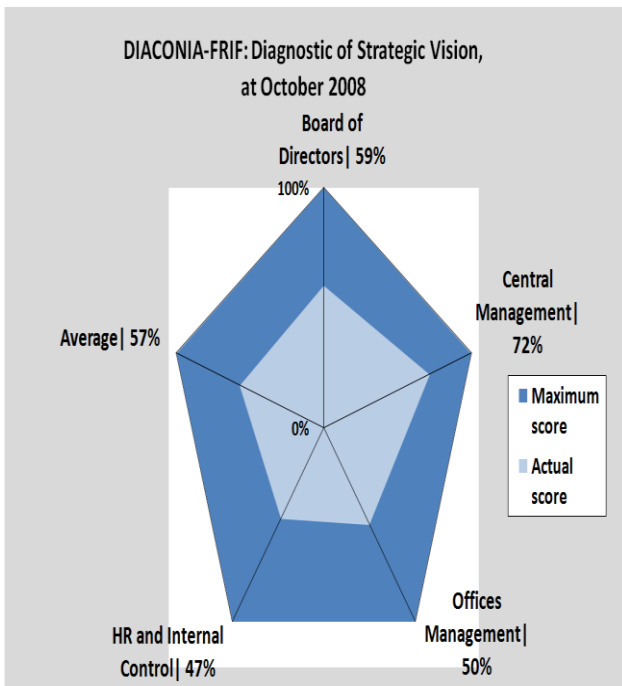 DIACONIA-FRIF: Diagnostic of Strategic Vision,
at October 2008
Board of
Directors| 59%
100%
Central
Management|
72%
Average| 57%
Maximum
score
0%
Actual
score
Offices
Management|
50%
HR and Internal
Control| 47%